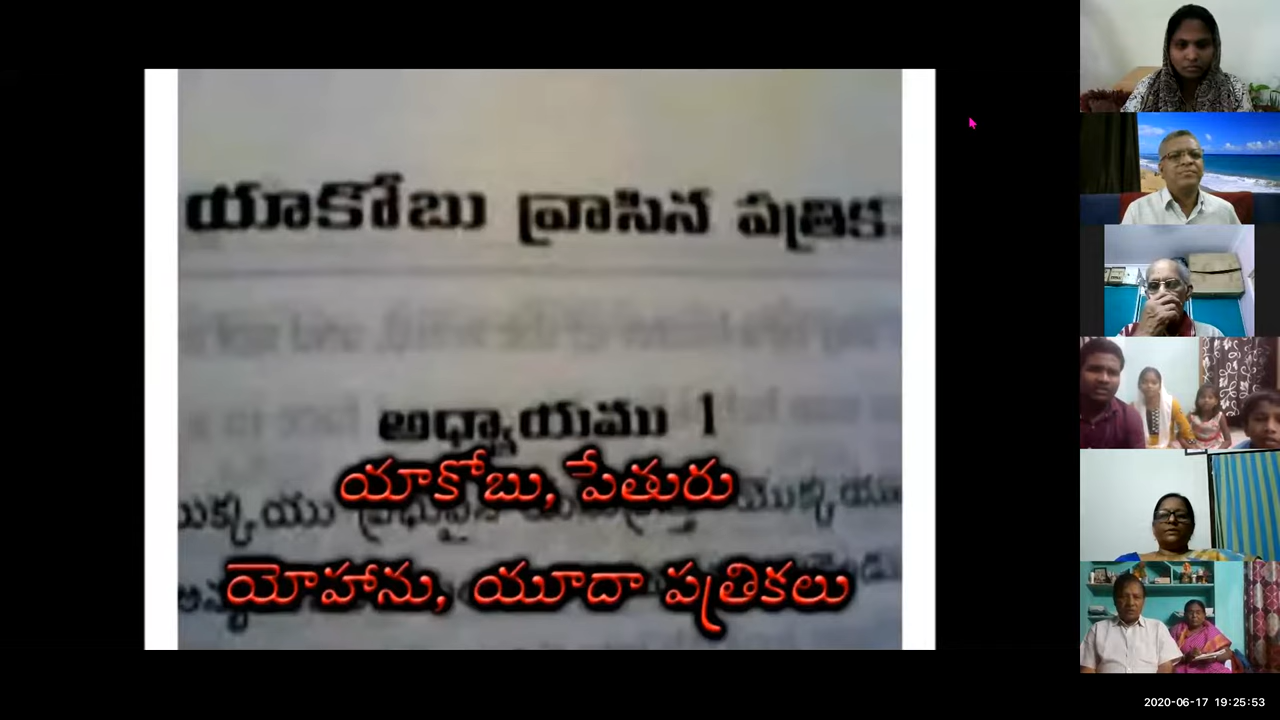 యాకోబు వ్రాసిన పత్రిక
అధ్యాయము 1
యాకోబు, పేతురు
యోహాను, యూదా పత్రికలు
2020-06-17 19:25:53